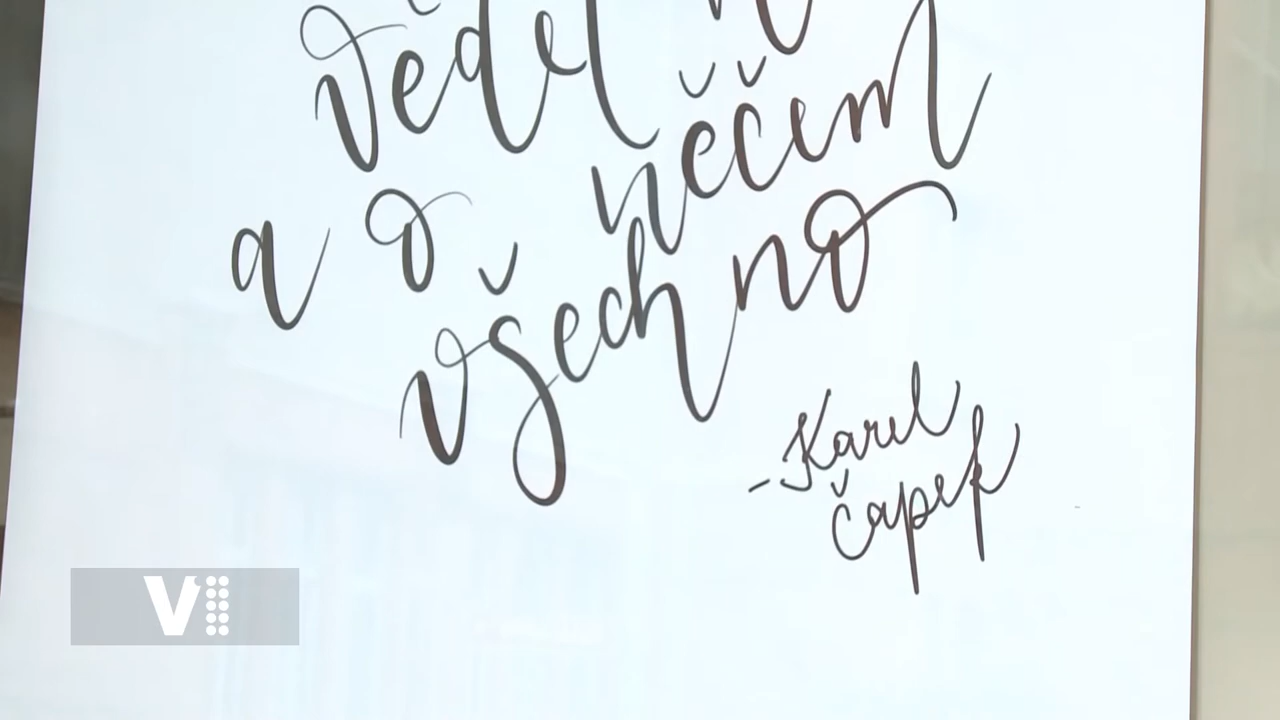 vědět
něčem
a o
všechno
- Karel
Čapek
V